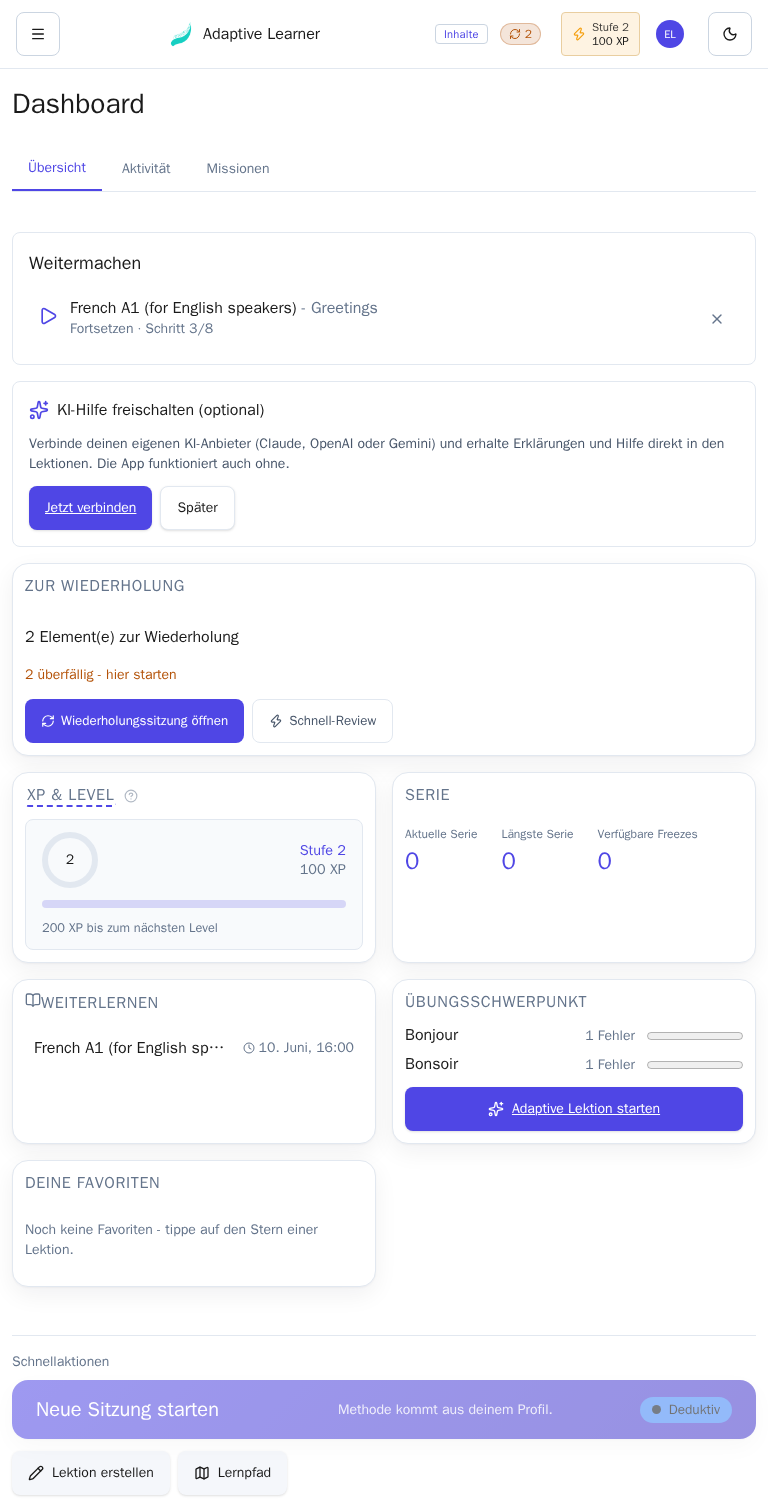 Adaptive Learner
Inhalte
2
Stufe 2
100 XP
EL
Dashboard
Übersicht
Aktivität
Missionen
Weitermachen
French A1 (for English speakers) - Greetings
Fortsetzen · Schritt 3/8
KI-Hilfe freischalten (optional)
Verbinde deinen eigenen KI-Anbieter (Claude, OpenAI oder Gemini) und erhalte Erklärungen und Hilfe direkt in den
Lektionen. Die App funktioniert auch ohne.
Jetzt verbinden
Später
ZUR WIEDERHOLUNG
2 Element(e) zur Wiederholung
2 überfällig - hier starten
Wiederholungssitzung öffnen
Schnell-Review
XP & LEVEL
2
Stufe 2
100 XP
200 XP bis zum nächsten Level
SERIE
Aktuelle Serie
Längste Serie
Verfügbare Freezes
0
0
0
WEITERLERNEN
French A1 (for English sp…
10. Juni, 16:00
ÜBUNGSSCHWERPUNKT
Bonjour
1 Fehler
Bonsoir
1 Fehler
Adaptive Lektion starten
DEINE FAVORITEN
Noch keine Favoriten - tippe auf den Stern einer
Lektion.
Schnellaktionen
Neue Sitzung starten
Methode kommt aus deinem Profil.
Deduktiv
Lektion erstellen
Lernpfad